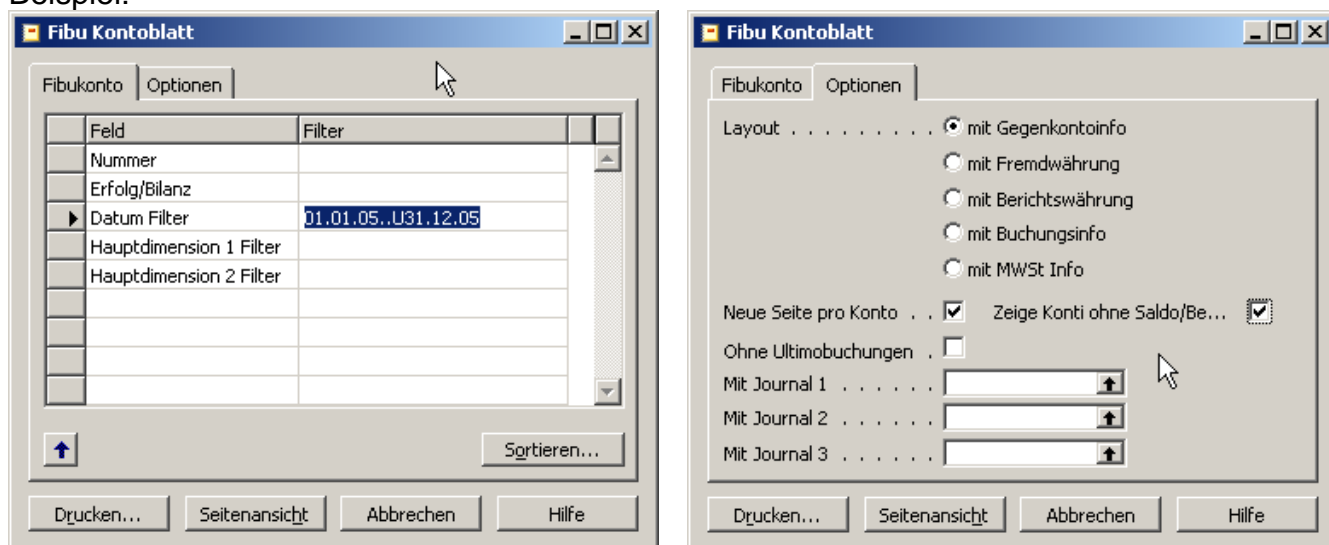 Beispiel:
Fibu Kontoblatt
Fibukonto Optionen
Feld Filter
Nummer
Erfolg/Bilanz
Datum Filter 01.01.05..U31.12.05
Hauptdimension 1 Filter
Hauptdimension 2 Filter
Sortieren...
Drucken... Seitenansicht Abbrechen Hilfe
Fibu Kontoblatt
Fibukonto Optionen
Layout . . . . . . . . . mit Gegenkontoinfo
mit Fremdwährung
mit Berichtswährung
mit Buchungsinfo
mit MWSt Info
Neue Seite pro Konto . . Zeige Konti ohne Saldo/Be...
Ohne Ultimobuchungen .
Mit Journal 1 . . . . . .
Mit Journal 2 . . . . . .
Mit Journal 3 . . . . . .
Drucken... Seitenansicht Abbrechen Hilfe